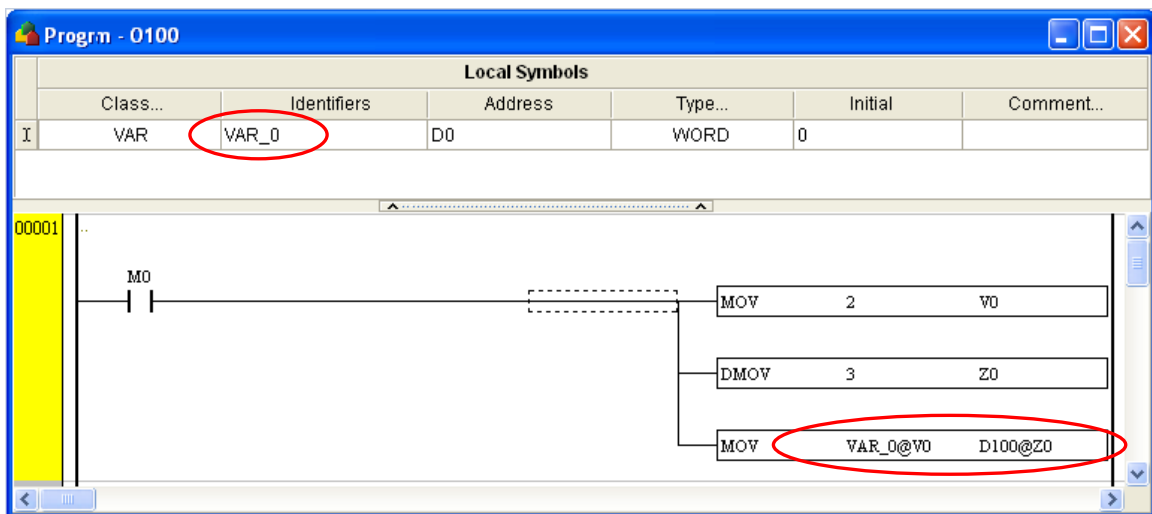 Progrm - O100
Local Symbols
Class... Identifiers Address Type... Initial Comment...
VAR VAR_0 D0 WORD 0
00001
M0
MOV 2 V0
DMOV 3 Z0
MOV VAR_0@V0 D100@Z0